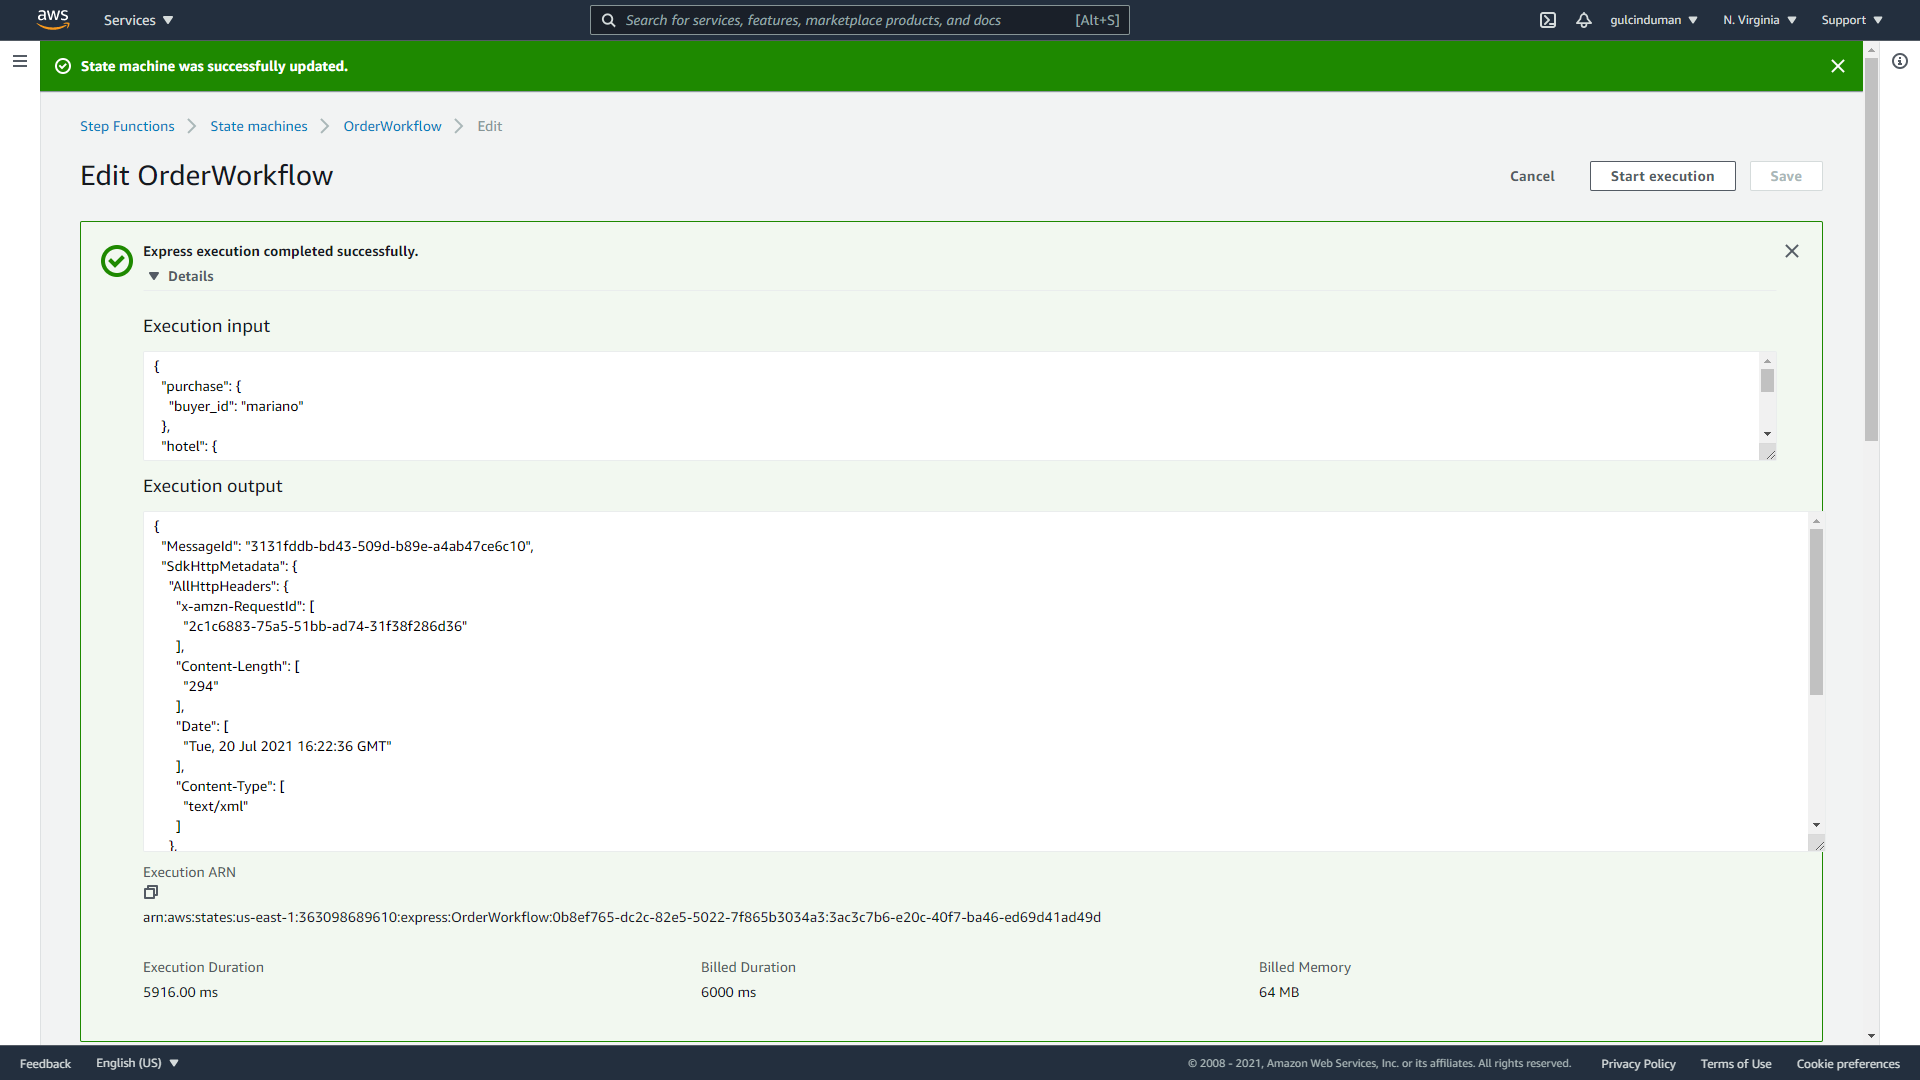 aws
Services
Search for services, features, marketplace products, and docs
[Alt+S]
gulcinduman
N. Virginia
Support
State machine was successfully updated.
Step Functions
State machines
OrderWorkflow
Edit
Edit OrderWorkflow
Cancel
Start execution
Save
Express execution completed successfully.
Details
Execution input
{
"purchase": {
"buyer_id": "mariano"
},
"hotel": {
Execution output
{
"MessageId": "3131fddb-bd43-509d-b89e-a4ab47ce6c10",
"SdkHttpMetadata": {
"AllHttpHeaders": {
"x-amzn-RequestId": [
"2c1c6883-75a5-51bb-ad74-31f38f286d36"
],
"Content-Length": [
"294"
],
"Date": [
"Tue, 20 Jul 2021 16:22:36 GMT"
],
"Content-Type": [
"text/xml"
]
},
Execution ARN
arn:aws:states:us-east-1:363098689610:express:OrderWorkflow:0b8ef765-dc2c-82e5-5022-7f865b3034a3:3ac3c7b6-e20c-40f7-ba46-ed69d41ad49d
Execution Duration
5916.00 ms
Billed Duration
6000 ms
Billed Memory
64 MB
Feedback
English (US)
© 2008 - 2021, Amazon Web Services, Inc. or its affiliates. All rights reserved.
Privacy Policy
Terms of Use
Cookie preferences